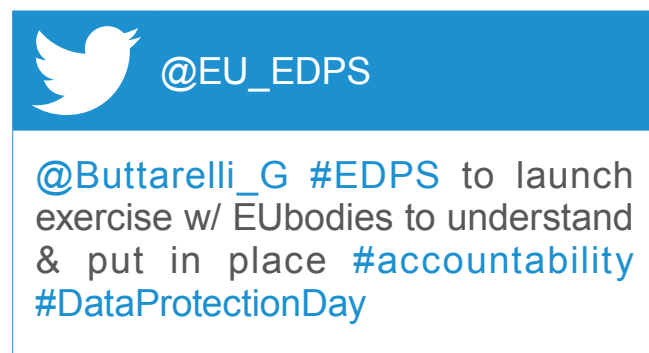 @EU_EDPS
@Buttarelli_G #EDPS to launch
exercise w/ EUbodies to understand
& put in place #accountability
#DataProtectionDay